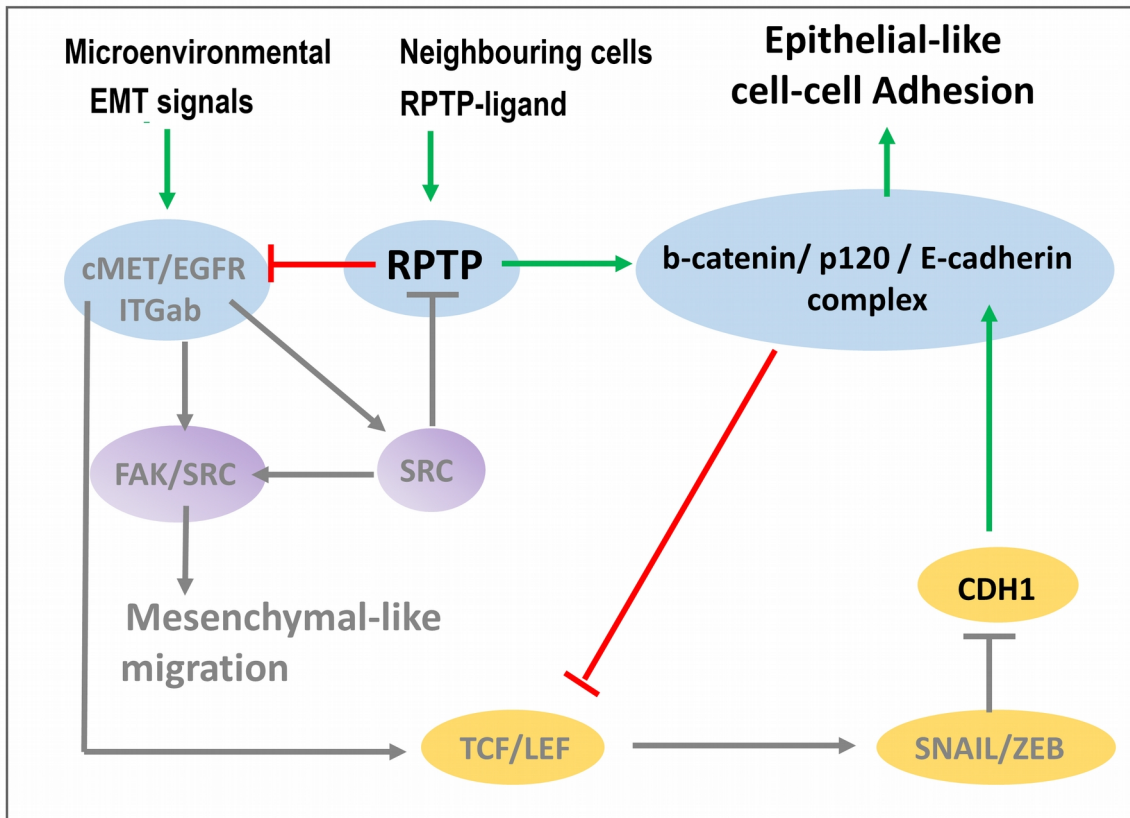 Microenvironmental
EMT signals
Neighbouring cells
RPTP-ligand
Epithelial-like
cell-cell Adhesion
cMET/EGFR
ITGab
RPTP
b-catenin/ p120 / E-cadherin
complex
FAK/SRC
SRC
Mesenchymal-like
migration
CDH1
TCF/LEF
SNAIL/ZEB